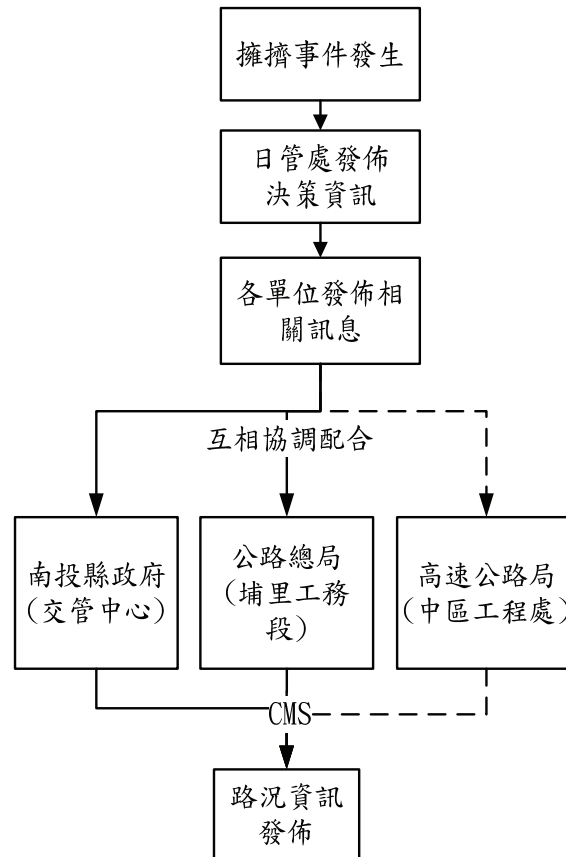 擁擠事件發生
日管處發佈
決策資訊
各單位發佈相
關訊息
互相協調配合
南投縣政府
(交管中心)
公路總局
(埔里工務
段)
高速公路局
(中區工程處)
CMS
路況資訊
發佈